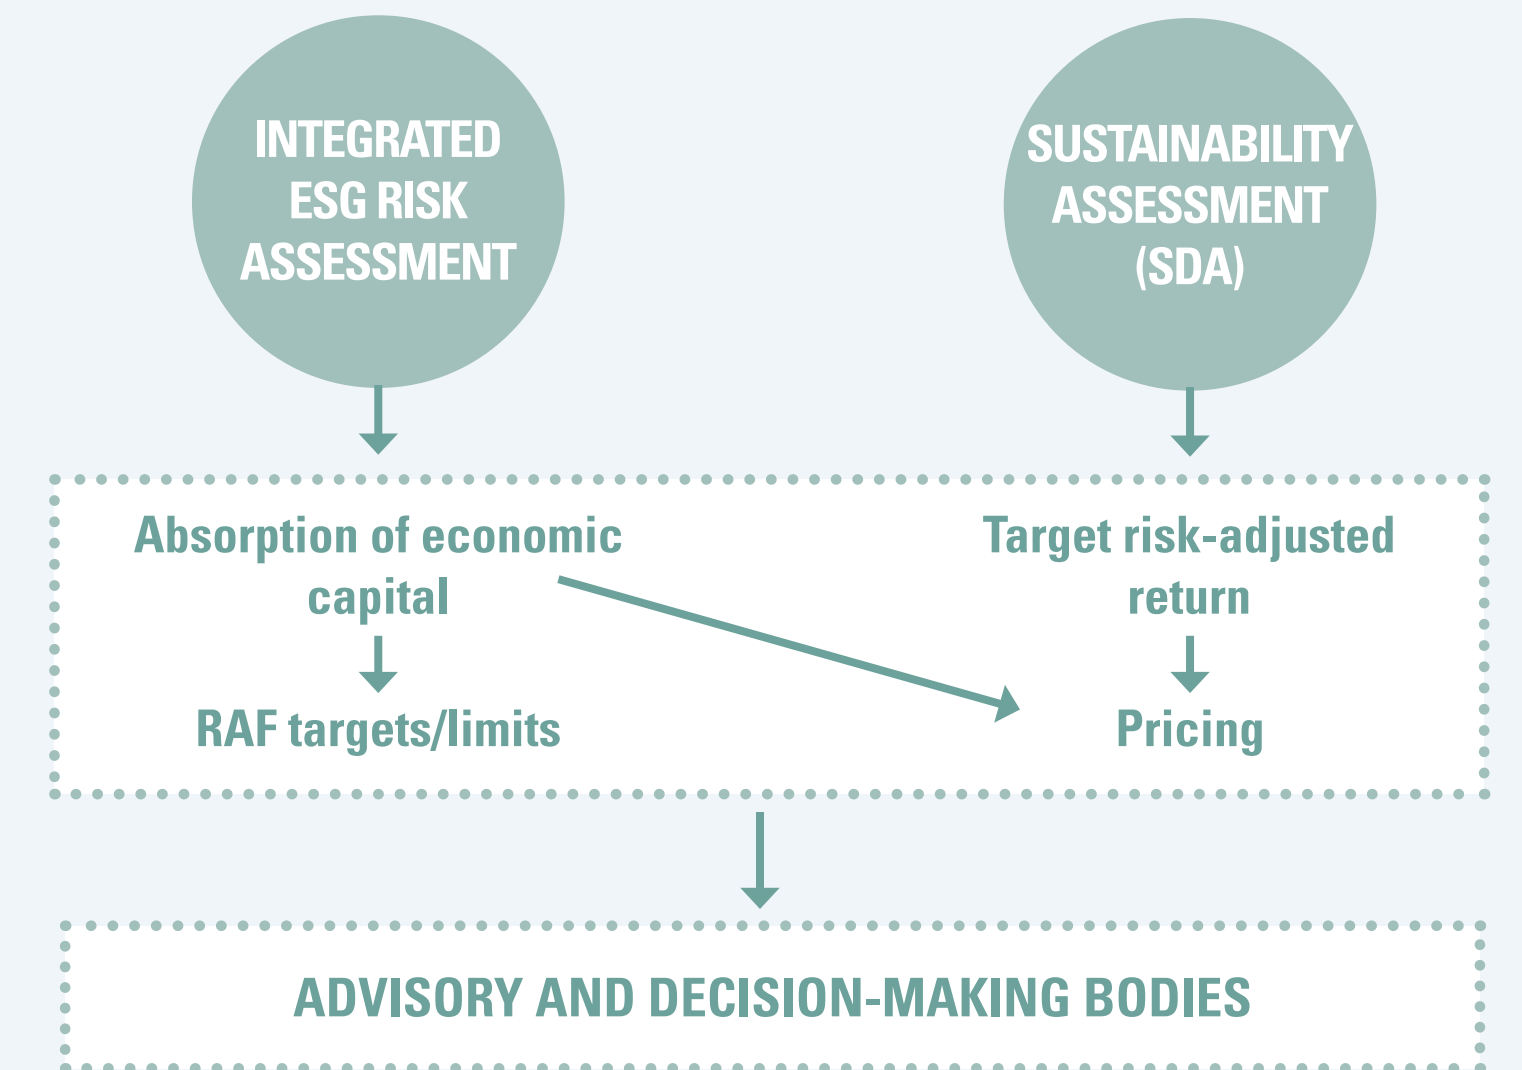 INTEGRATED
ESG RISK
ASSESSMENT
SUSTAINABILITY
ASSESSMENT
(SDA)
Absorption of economic
capital
Target risk-adjusted
return
RAF targets/limits
Pricing
ADVISORY AND DECISION-MAKING BODIES